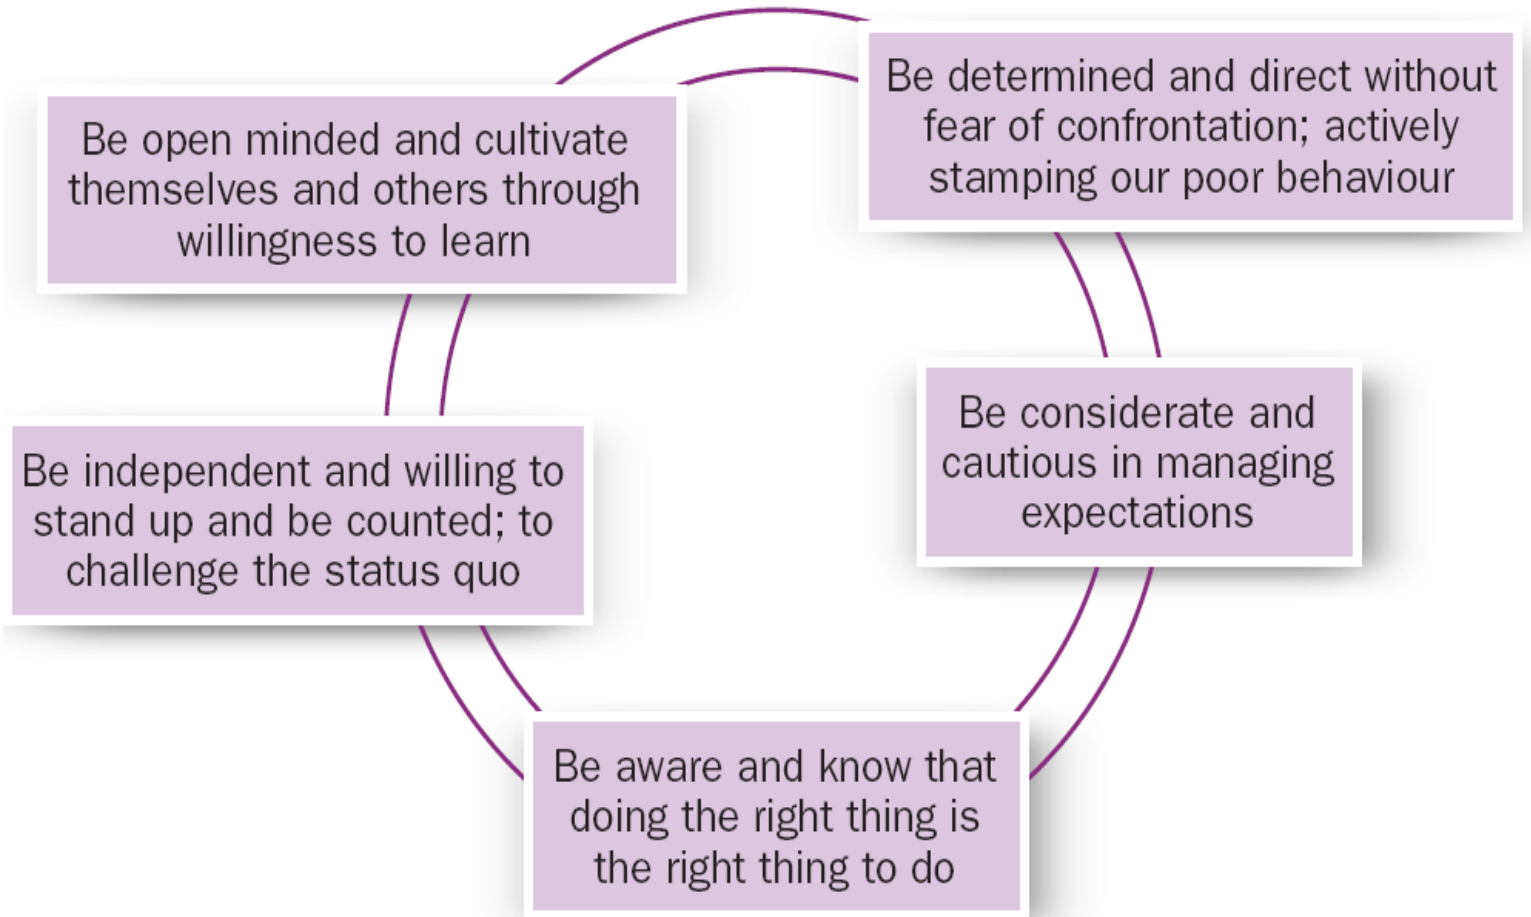 Be determined and direct without
fear of confrontation; actively
stamping our poor behaviour
Be open minded and cultivate
themselves and others through
willingness to learn
Be considerate and
cautious in managing
expectations
Be independent and willing to
stand up and be counted; to
challenge the status quo
Be aware and know that
doing the right thing is
the right thing to do